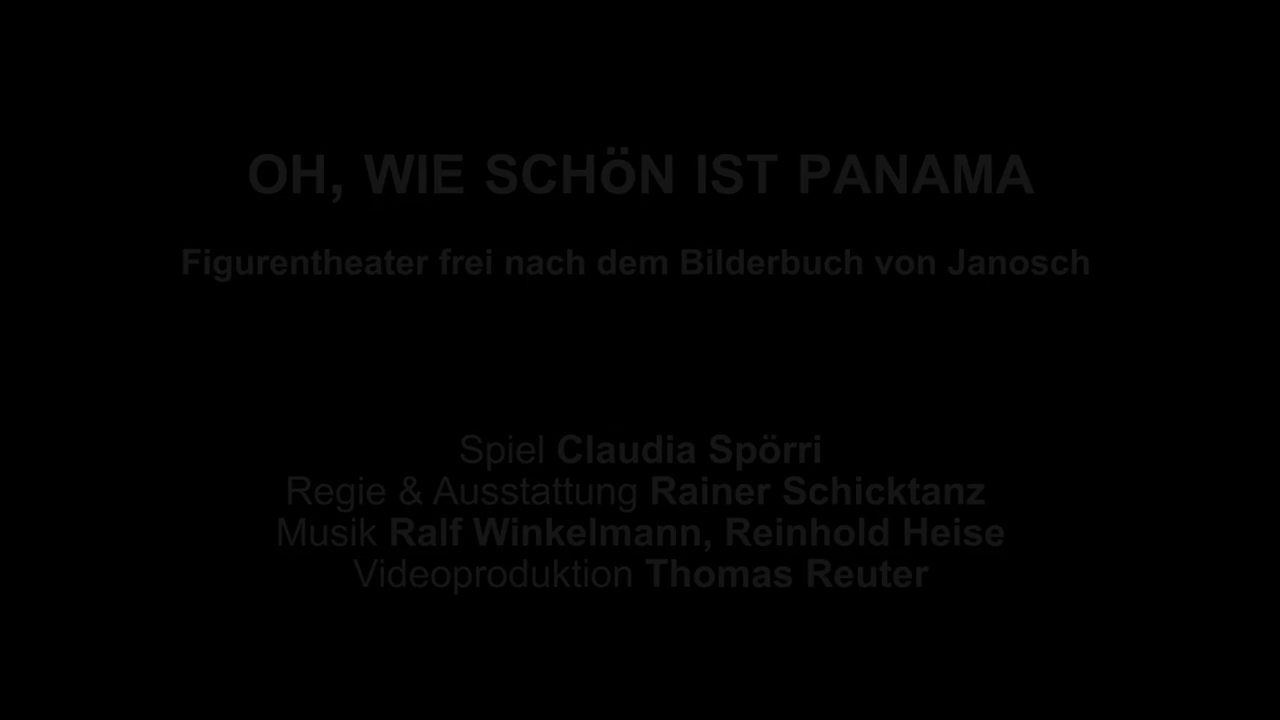 OH, WIE SCHöN IST PANAMA
Figurentheater frei nach dem Bilderbuch von Janosch
Spiel Claudia Spörri
Regie & Ausstattung Rainer Schicktanz
Musik Ralf Winkelmann, Reinhold Heise
Videoproduktion Thomas Reuter